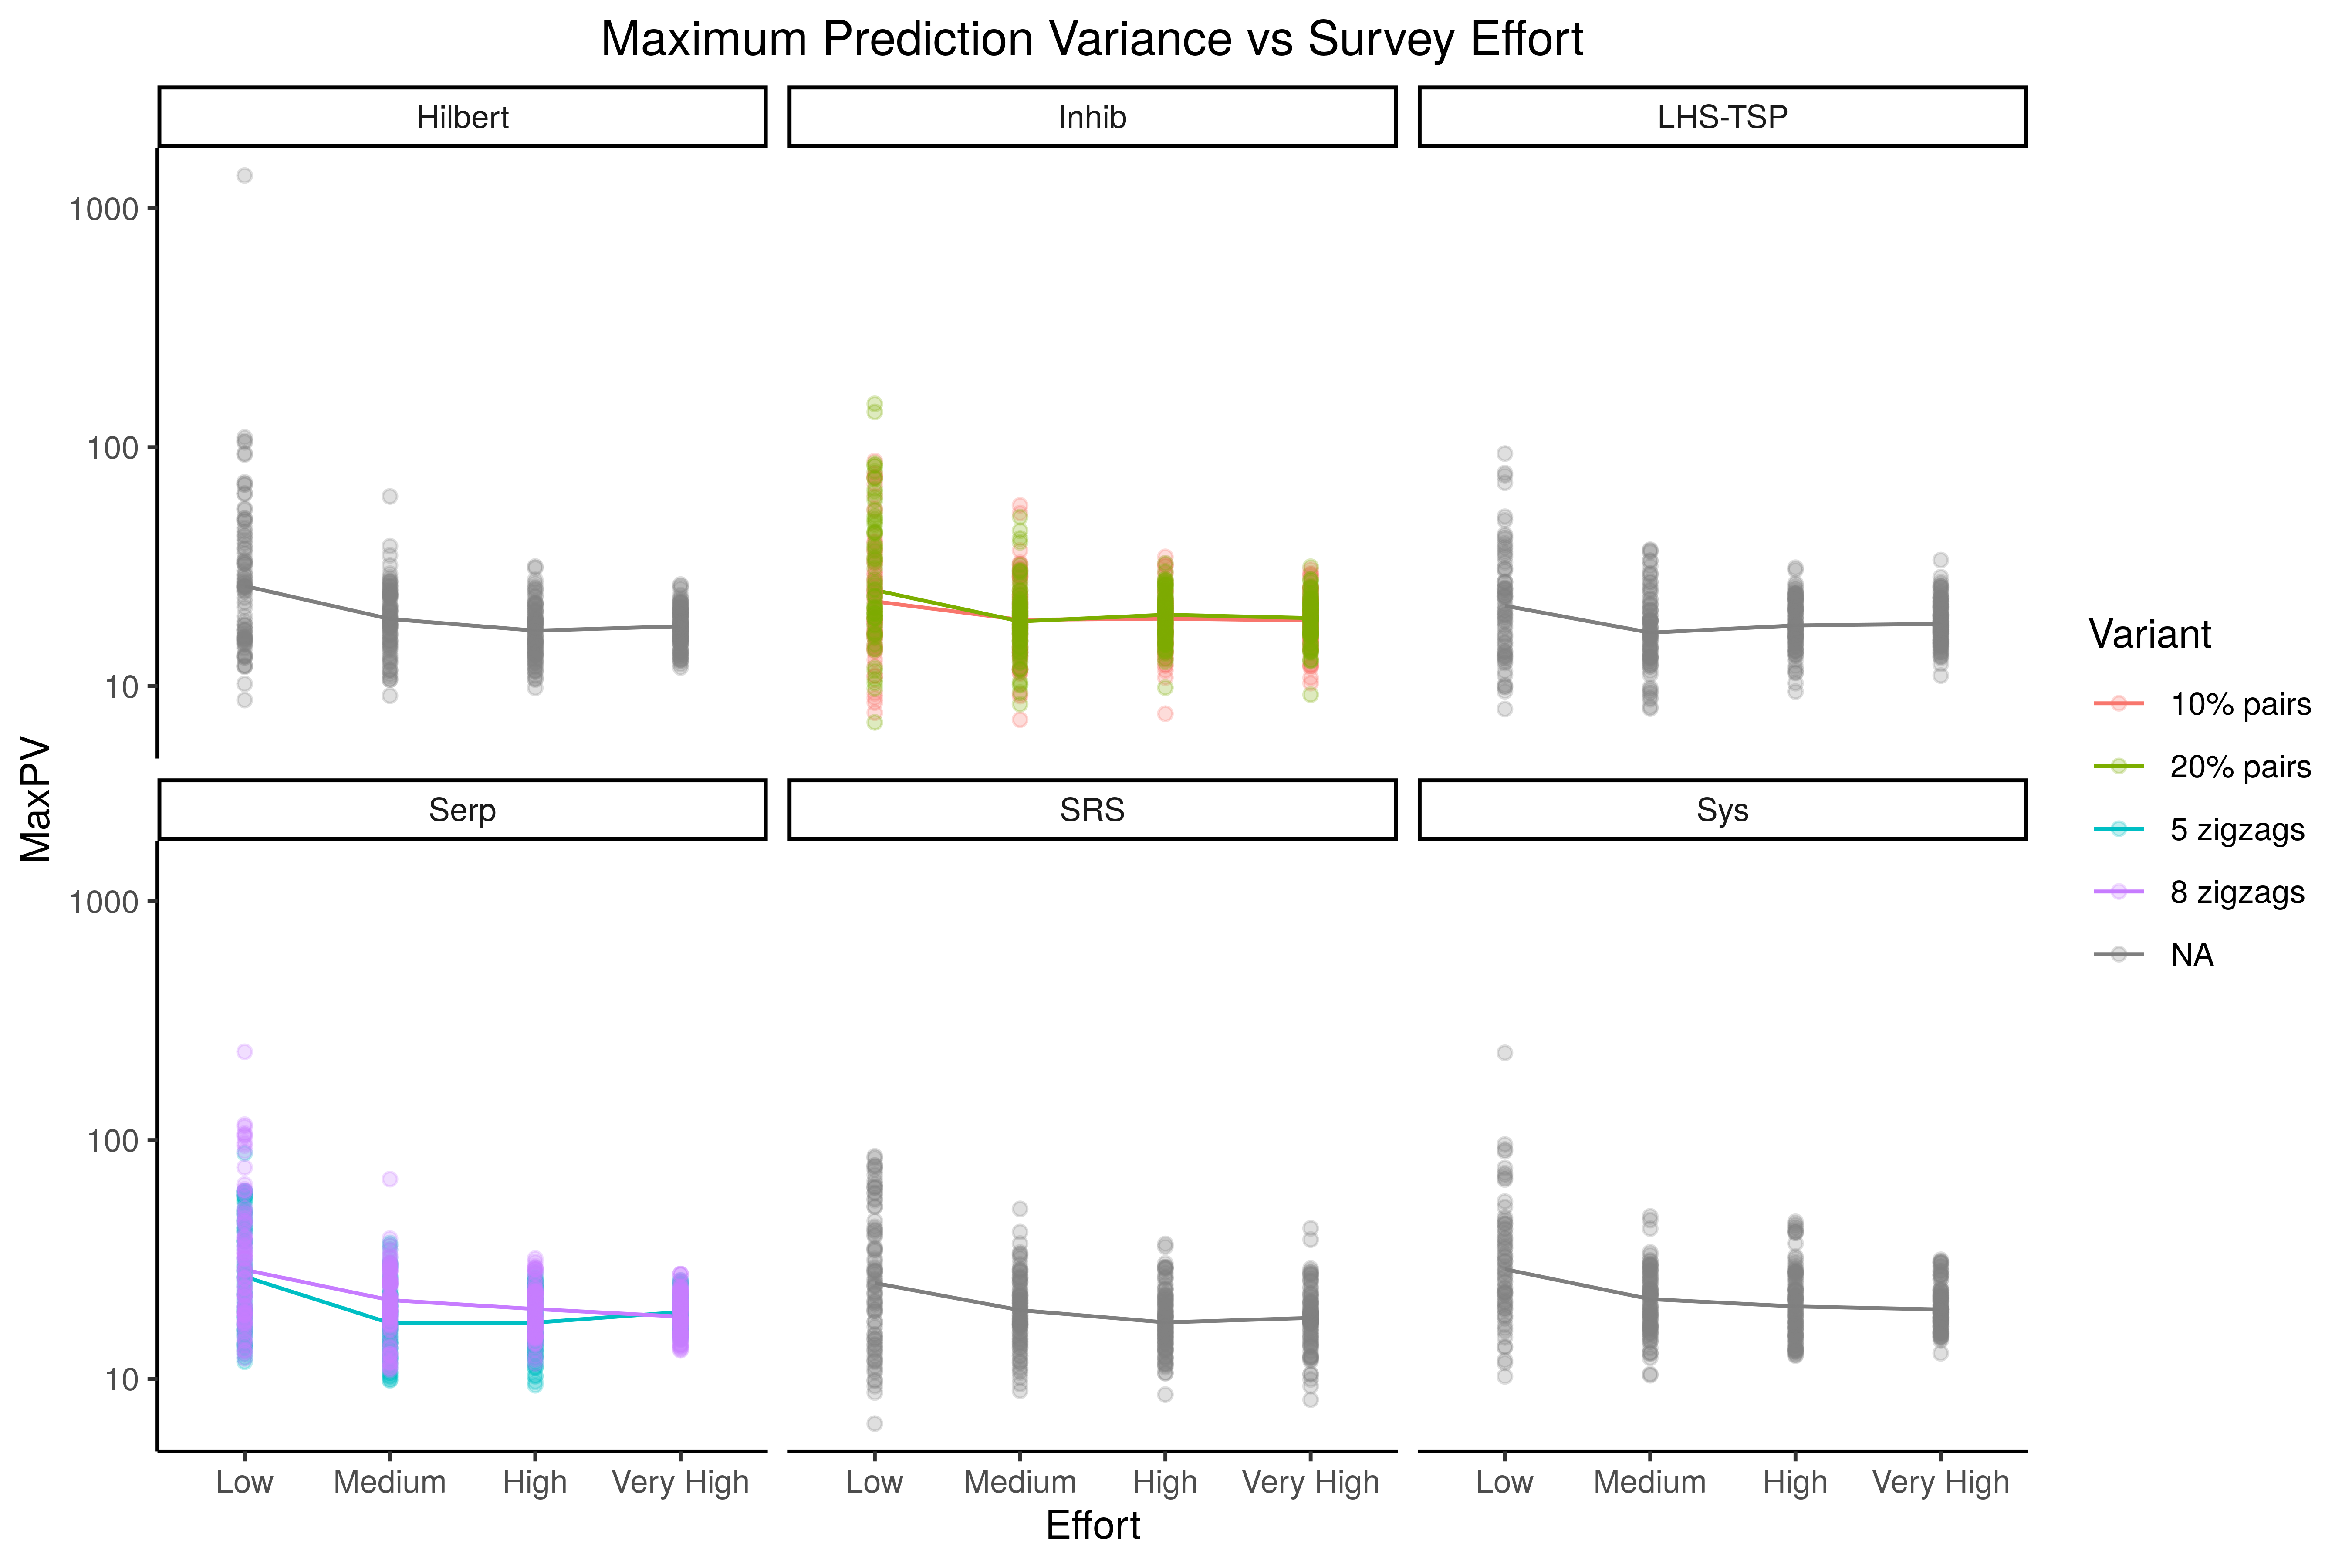 Maximum Prediction Variance vs Survey Effort
Hilbert
Inhib
LHS-TSP
1000
100
10
Serp
SRS
Sys
1000
100
10
MaxPV
Low Medium High Very High
Low Medium High Very High
Low Medium High Very High
Effort
Variant
10% pairs
20% pairs
5 zigzags
8 zigzags
NA